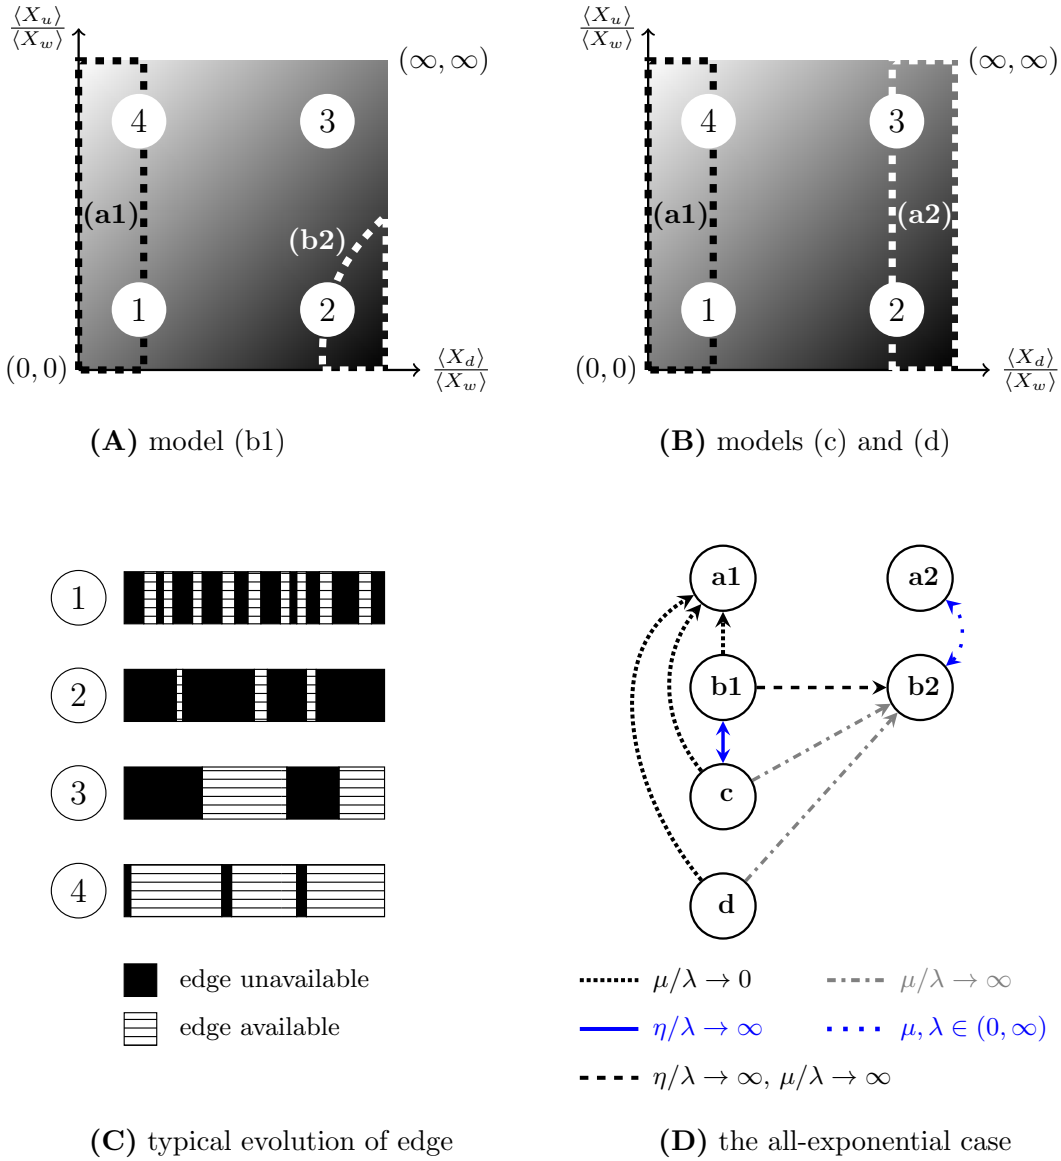 ⟨X_u⟩/⟨X_w⟩
(∞, ∞)
4
3
(a1)
(b2)
1
2
(0, 0)
⟨X_d⟩/⟨X_w⟩
(A) model (b1)
⟨X_u⟩/⟨X_w⟩
(∞, ∞)
4
3
(a1)
(a2)
1
2
(0, 0)
⟨X_d⟩/⟨X_w⟩
(B) models (c) and (d)
1
2
3
4
edge unavailable
edge available
(C) typical evolution of edge
a1
a2
b1
b2
c
d
μ/λ → 0
μ/λ → ∞
η/λ → ∞
μ, λ ∈ (0, ∞)
η/λ → ∞, μ/λ → ∞
(D) the all-exponential case